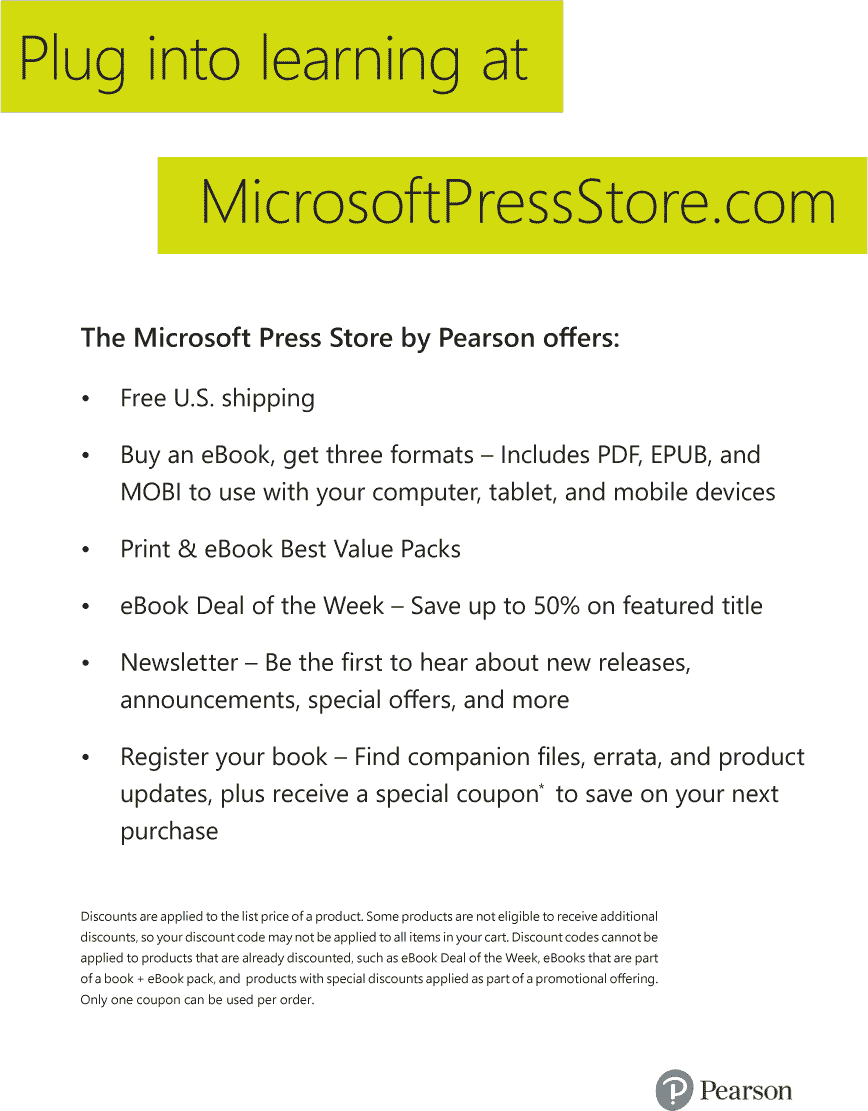 Plug into learning at
MicrosoftPressStore.com
The Microsoft Press Store by Pearson offers:
• Free U.S. shipping
• Buy an eBook, get three formats – Includes PDF, EPUB, and
MOBI to use with your computer, tablet, and mobile devices
• Print & eBook Best Value Packs
• eBook Deal of the Week – Save up to 50% on featured title
• Newsletter – Be the first to hear about new releases,
announcements, special offers, and more
• Register your book – Find companion files, errata, and product
updates, plus receive a special coupon* to save on your next
purchase
Discounts are applied to the list price of a product. Some products are not eligible to receive additional
discounts, so your discount code may not be applied to all items in your cart. Discount codes cannot be
applied to products that are already discounted, such as eBook Deal of the Week, eBooks that are part
of a book + eBook pack, and products with special discounts applied as part of a promotional offering.
Only one coupon can be used per order.
Pearson